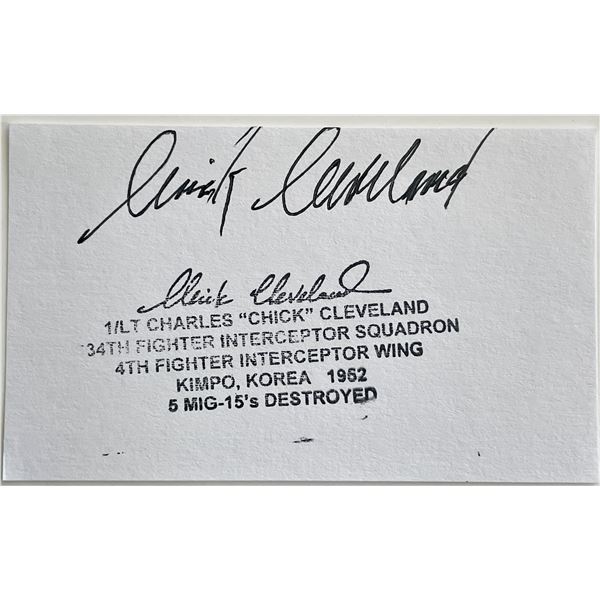 Chick Cleveland
Chick Cleveland
1/LT CHARLES "CHICK" CLEVELAND
34TH FIGHTER INTERCEPTOR SQUADRON
4TH FIGHTER INTERCEPTOR WING
KIMPO, KOREA 1952
5 MIG-15's DESTROYED